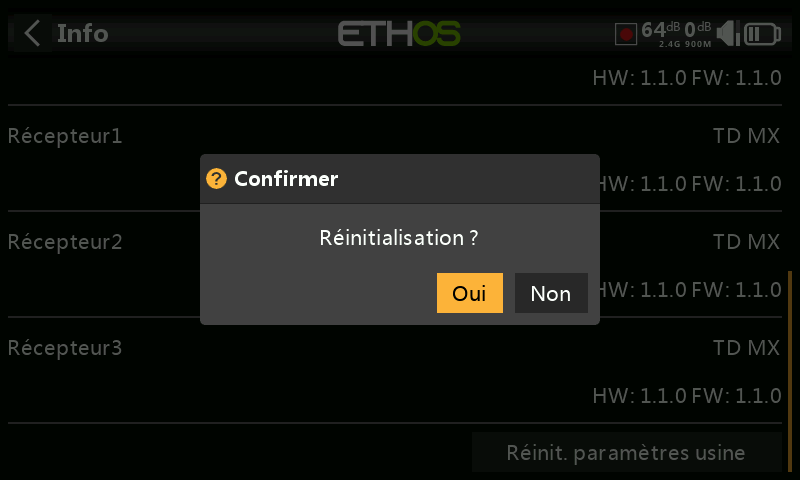 Info ETHOS 64dB 0dB
2.4G 900M
HW: 1.1.0 FW: 1.1.0
Récepteur1 TD MX
HW: 1.1.0 FW: 1.1.0
? Confirmer
Réinitialisation ?
Récepteur2 TD MX
HW: 1.1.0 FW: 1.1.0
Oui Non
Récepteur3 TD MX
HW: 1.1.0 FW: 1.1.0
Réinit. paramètres usine